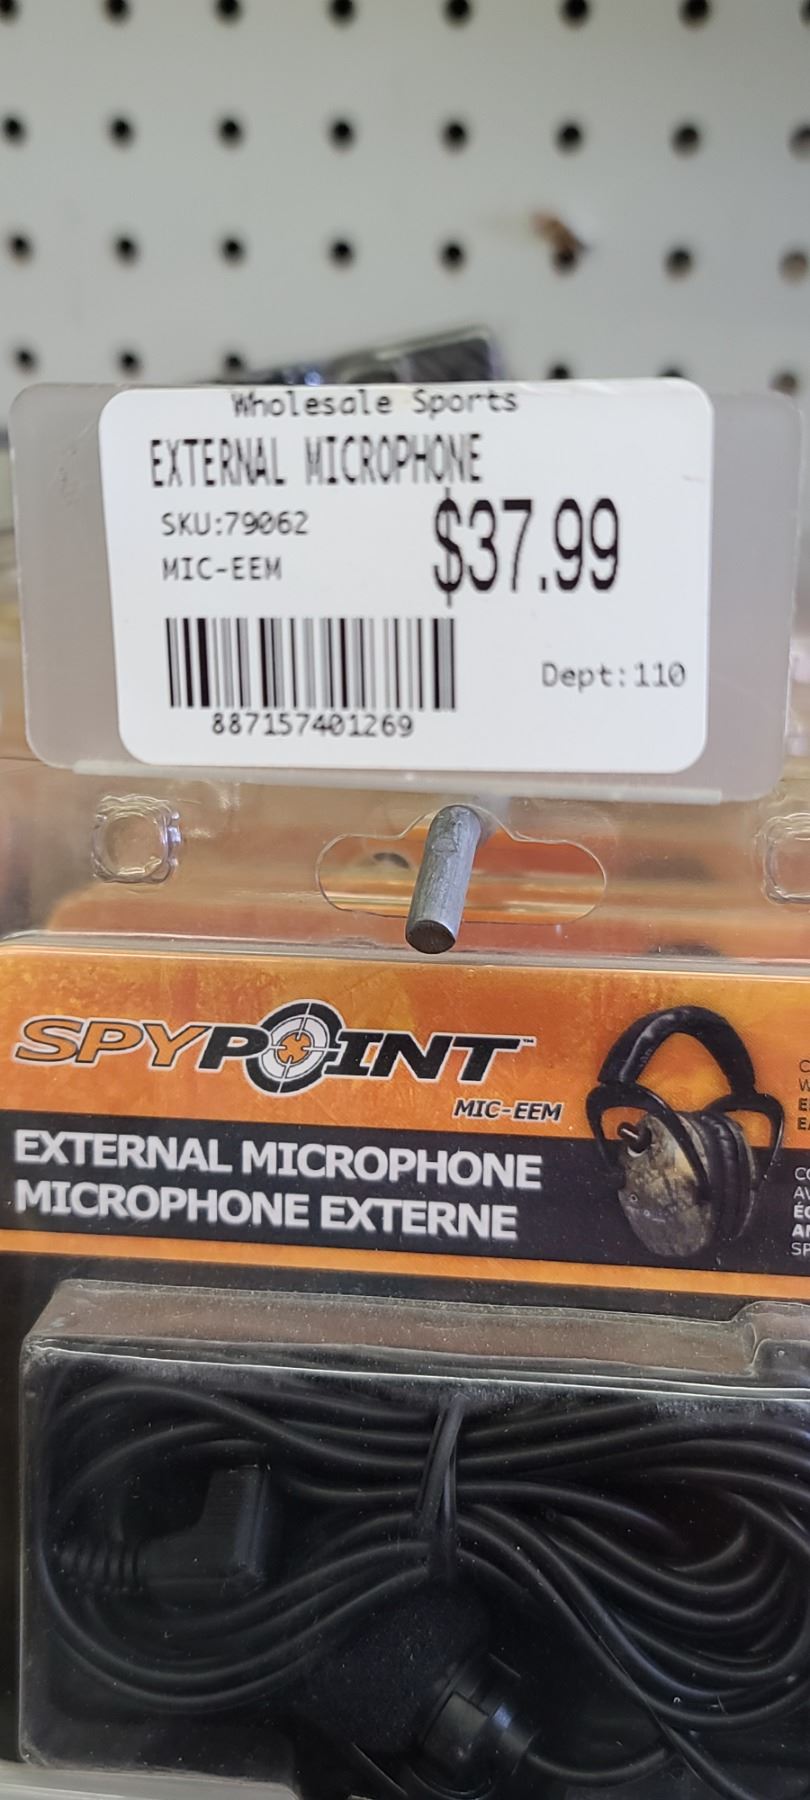 Wholesale Sports
EXTERNAL MICROPHONE
SKU:79062
$37.99
MIC-EEM
Dept:110
887157401269
SPYPOINT™
MIC-EEM
EXTERNAL MICROPHONE
MICROPHONE EXTERNE